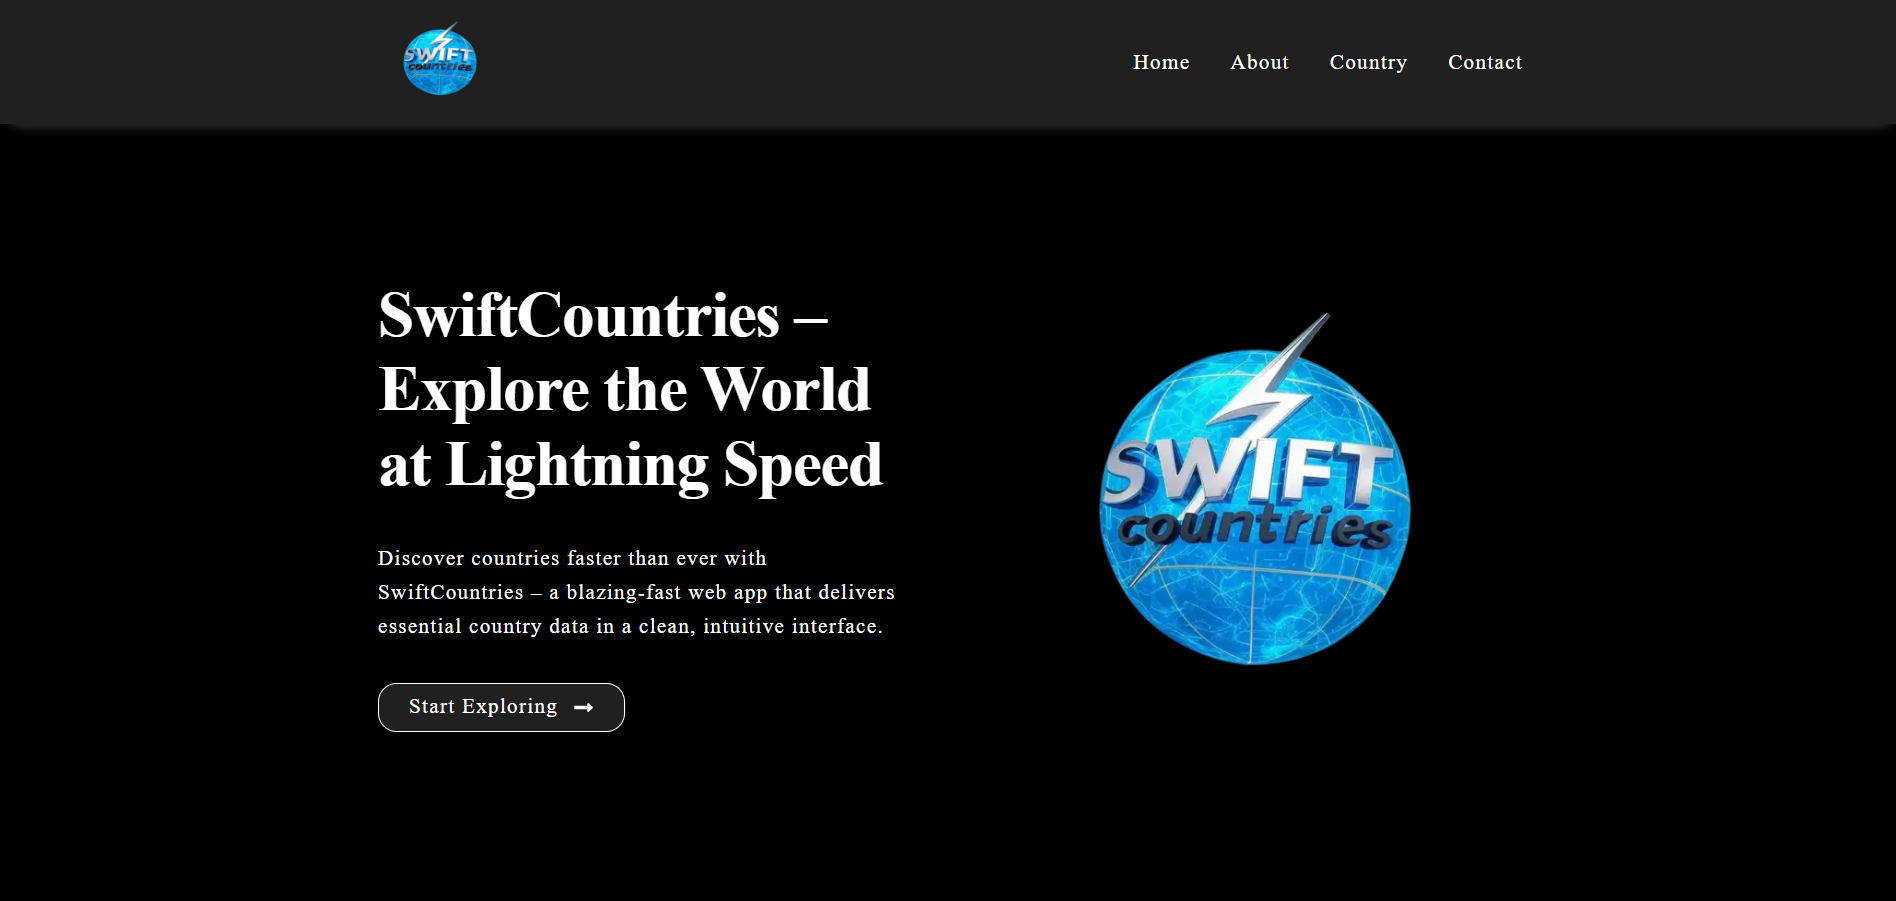 SWIFT
countries
Home About Country Contact
SwiftCountries –
Explore the World
at Lightning Speed
Discover countries faster than ever with
SwiftCountries – a blazing-fast web app that delivers
essential country data in a clean, intuitive interface.
Start Exploring
SWIFT
countries